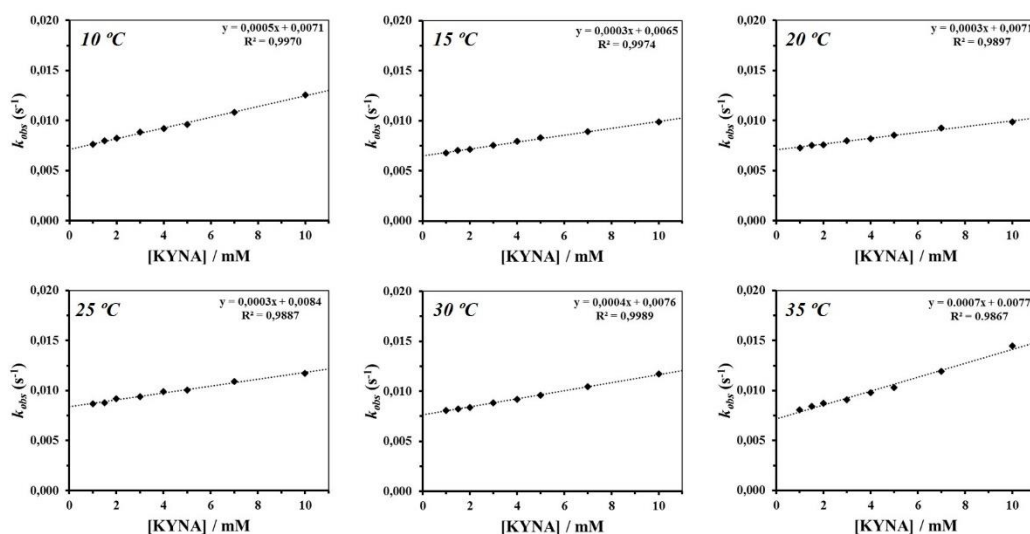 10 ºC
y = 0,0005x + 0,0071
R² = 0,9970
0,020
0,015
0,010
0,005
0,000
k_obs (s⁻¹)
0 2 4 6 8 10
[KYNA] / mM
15 ºC
y = 0,0003x + 0,0065
R² = 0,9974
0,020
0,015
0,010
0,005
0,000
k_obs (s⁻¹)
0 2 4 6 8 10
[KYNA] / mM
20 ºC
y = 0,0003x + 0,0071
R² = 0,9897
0,020
0,015
0,010
0,005
0,000
k_obs (s⁻¹)
0 2 4 6 8 10
[KYNA] / mM
25 ºC
y = 0,0003x + 0,0084
R² = 0,9887
0,020
0,015
0,010
0,005
0,000
k_obs (s⁻¹)
0 2 4 6 8 10
[KYNA] / mM
30 ºC
y = 0,0004x + 0,0076
R² = 0,9989
0,020
0,015
0,010
0,005
0,000
k_obs (s⁻¹)
0 2 4 6 8 10
[KYNA] / mM
35 ºC
y = 0.0007x + 0.0077
R² = 0.9867
0,020
0,015
0,010
0,005
0,000
k_obs (s⁻¹)
0 2 4 6 8 10
[KYNA] / mM